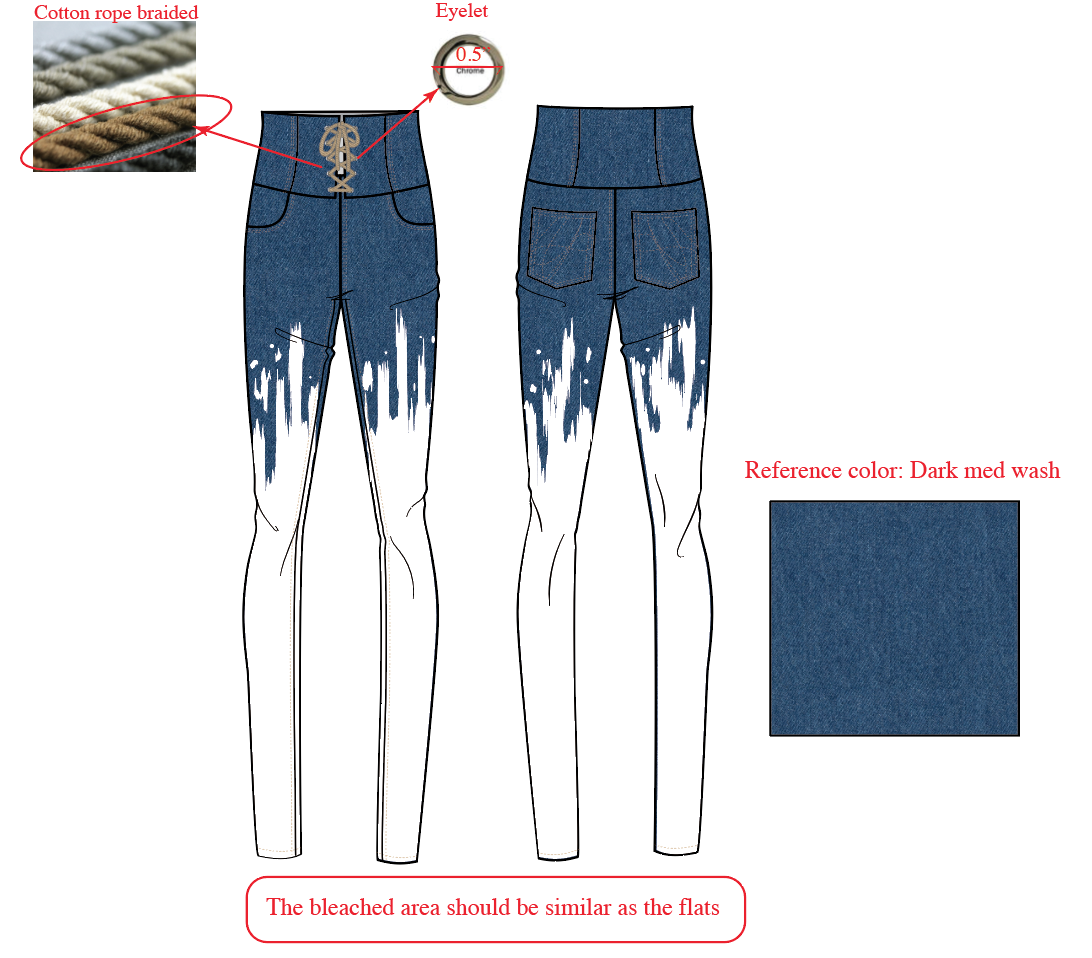 Cotton rope braided
Eyelet
0.5"
Chrome
Reference color: Dark med wash
The bleached area should be similar as the flats